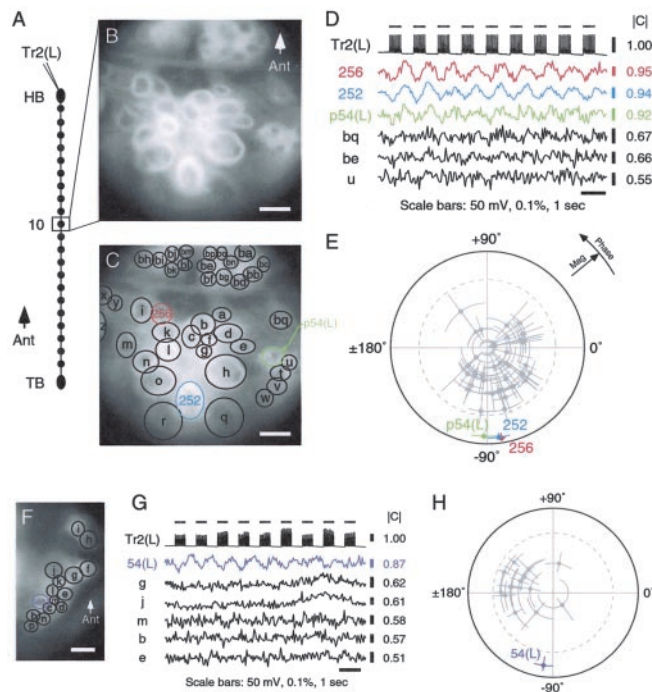 A
Tr2(L)
HB
10
Ant
TB
B
Ant
C
bh
bi
bj
bk
be
bf
bg
bn
ba
bb
bc
bd
x
y
z
i
256
a
b
bq
p54(L)
k
c
d
f
e
m
l
g
n
h
u
t
o
v
w
252
r
q
D
|C|
Tr2(L)
1.00
256
0.95
252
0.94
p54(L)
0.92
bq
0.67
be
0.66
u
0.55
Scale bars: 50 mV, 0.1%, 1 sec
E
+90°
Phase
Mag
±180°
0°
p54(L)
252
256
-90°
F
i
h
j
g
f
k
e
Ant
G
|C|
Tr2(L)
1.00
54(L)
0.87
g
0.62
j
0.61
m
0.58
b
0.57
e
0.51
Scale bars: 50 mV, 0.1%, 1 sec
H
+90°
±180°
0°
54(L)
-90°